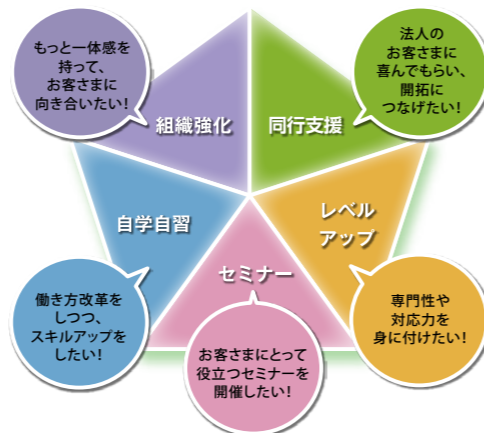 もっと一体感を
持って、
お客さまに
向き合いたい！
法人の
お客さまに
喜んでもらい、
開拓に
つなげたい！
組織強化
同行支援
自学自習
レベル
アップ
セミナー
働き方改革を
しつつ、
スキルアップを
したい！
お客さまにとって
役立つセミナーを
開催したい！
専門性や
対応力を
身に付けたい！